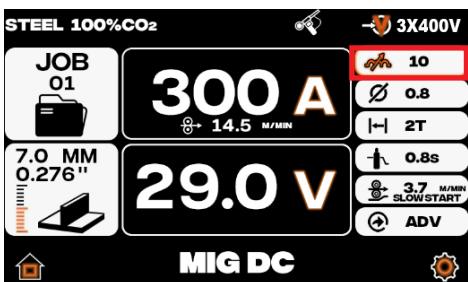 STEEL 100%CO2
3X400V
JOB
01
300 A
14.5 M/MIN
10
0.8
2T
7.0 MM
0.276"
29.0 V
0.8s
3.7 M/MIN
SLOW START
ADV
MIG DC